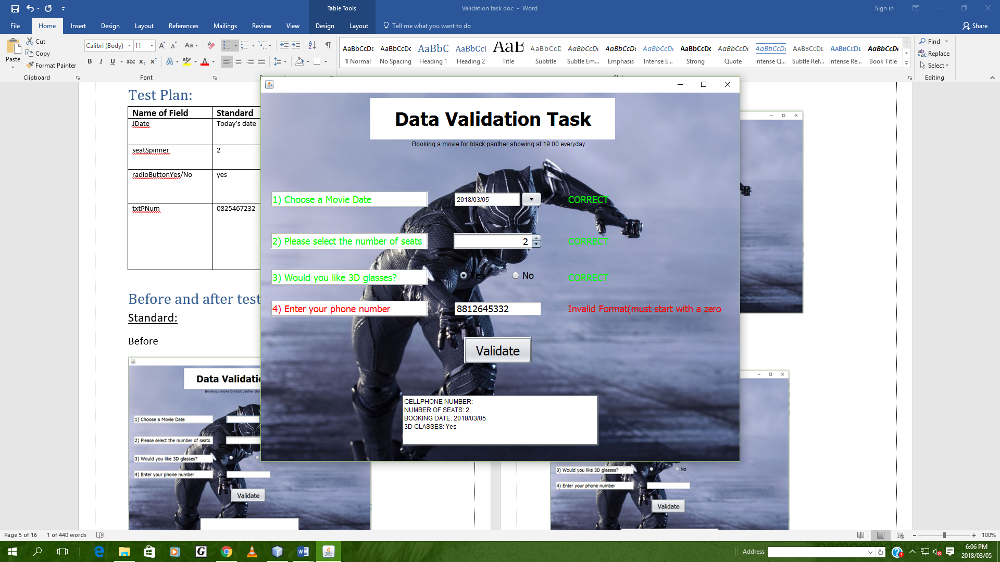 Table Tools
Validation task doc - Word
Sign in
File
Home
Insert
Design
Layout
References
Mailings
Review
View
Design
Layout
Tell me what you want to do
Share
Paste
Cut
Copy
Format Painter
Clipboard
Calibri (Body)
11
Font
AaBbCcDc
¶ Normal
AaBbCcDc
No Spacing
AaBbC
Heading 1
AaBbCcI
Heading 2
AaB
Title
AaBbCcD
Subtitle
AaBbCcDt
Subtle Em...
AaBbCcDt
Emphasis
AaBbCcDt
Intense E...
AaBbCcDc
Strong
AaBbCcDt
Quote
AaBbCcDt
Intense Q...
AaBbCcDE
Subtle Ref...
AaBbCcDE
Intense Re...
AaBbCcDt
Book Title
Find
Replace
Select
Editing
Test Plan:
Name of Field
Standard
JDate
Today's date
seatSpinner
2
radioButtonYes/No
yes
txtPNum
0825467232
Before and after test
Standard:
Before
Data Validation Task
Booking a movie for black panther showing at 19:00 everyday
1) Choose a Movie Date
2018/03/05
CORRECT
2) Please select the number of seats
2
CORRECT
3) Would you like 3D glasses?
Yes
No
CORRECT
4) Enter your phone number
8812645332
Invalid Format(must start with a zero
Validate
CELLPHONE NUMBER:
NUMBER OF SEATS: 2
BOOKING DATE: 2018/03/05
3D GLASSES: Yes
Data Validatio
Booking a movie for black panther show
1) Choose a Movie Date
2) Please select the number of seats
3) Would you like 3D glasses?
4) Enter your phone number
Validate
3) Would you like 3D glasses?
No
4) Enter your phone number
Validate
Page 5 of 16
1 of 440 words
100%
Address
6:06 PM
2018/03/05